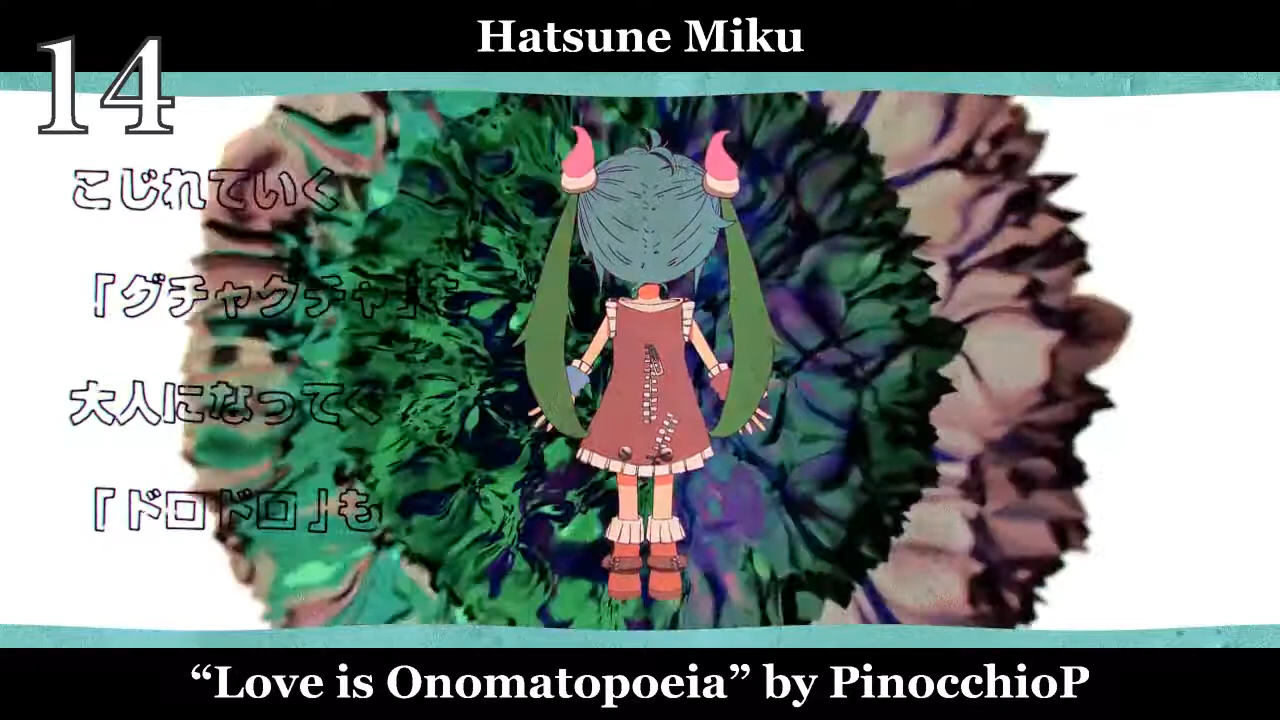 Hatsune Miku
14
こじれていく
「グチャグチャ」も
大人になってく
「ドロドロ」も
“Love is Onomatopoeia” by PinocchioP